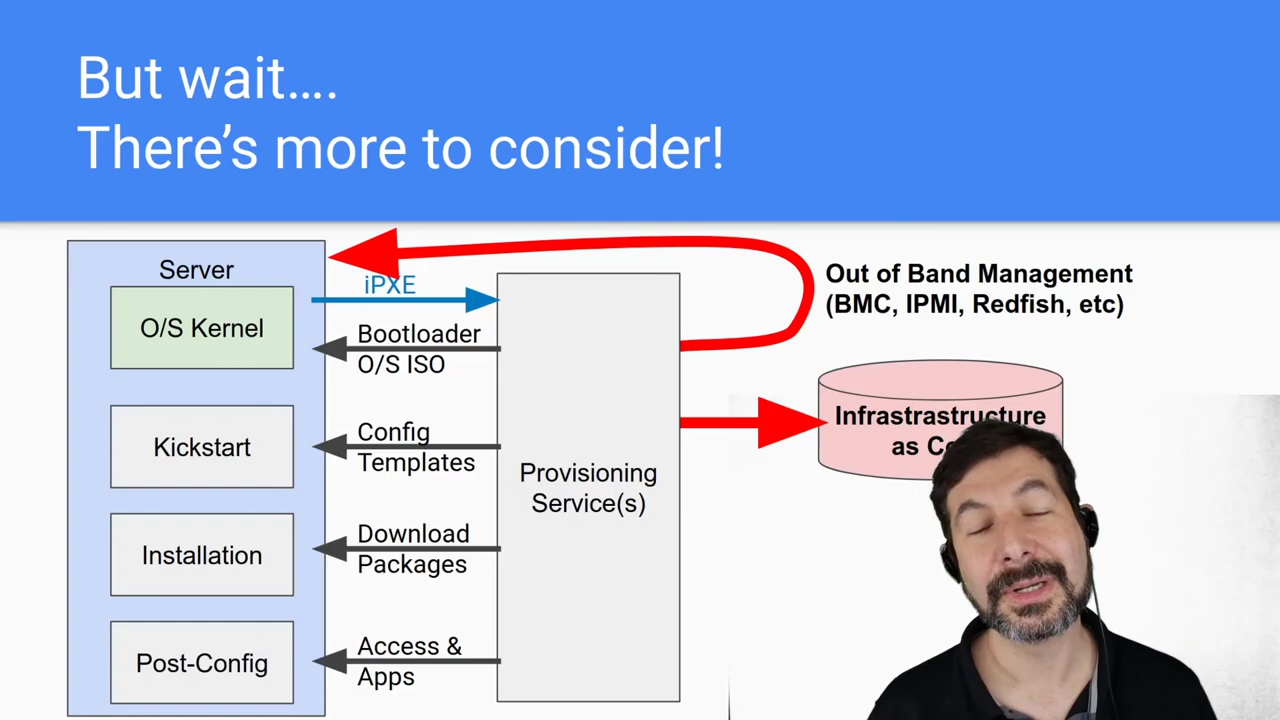 But wait….
There's more to consider!
Server
O/S Kernel
Kickstart
Installation
Post-Config
iPXE
Bootloader
O/S ISO
Config
Templates
Download
Packages
Access &
Apps
Provisioning
Service(s)
Out of Band Management
(BMC, IPMI, Redfish, etc)
Infrastrastructure
as